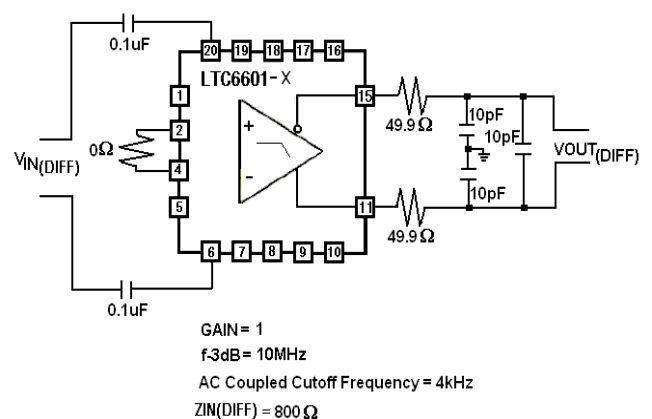 0.1uF
20 19 18 17 16
LTC6601-X
1
2
4
5
0Ω
VIN(DIFF)
+
-
15
11
49.9Ω
49.9Ω
10pF
10pF
10pF
VOUT(DIFF)
6 7 8 9 10
0.1uF
GAIN = 1
f-3dB = 10MHz
AC Coupled Cutoff Frequency = 4kHz
ZIN(DIFF) = 800Ω